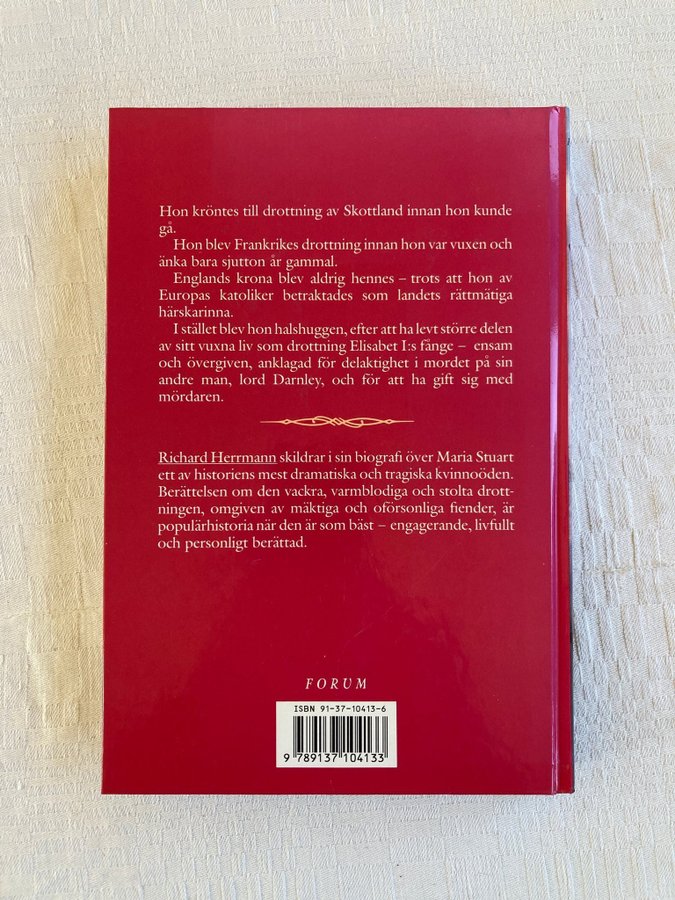 Hon kröntes till drottning av Skottland innan hon kunde
gå.
Hon blev Frankrikes drottning innan hon var vuxen och
änka bara sjutton år gammal.
Englands krona blev aldrig hennes – trots att hon av
Europas katoliker betraktades som landets rättmätiga
härskarinna.
I stället blev hon halshuggen, efter att ha levt större delen
av sitt vuxna liv som drottning Elisabet I:s fånge – ensam
och övergiven, anklagad för delaktighet i mordet på sin
andre man, lord Darnley, och för att ha gift sig med
mördaren.
Richard Herrmann skildrar i sin biografi över Maria Stuart
ett av historiens mest dramatiska och tragiska kvinnoöden.
Berättelsen om den vackra, varmblodiga och stolta drott-
ningen, omgiven av mäktiga och oförsonliga fiender, är
populärhistoria när den är som bäst – engagerande, livfullt
och personligt berättad.
FORUM
ISBN 91-37-10413-6
9 789137 104133